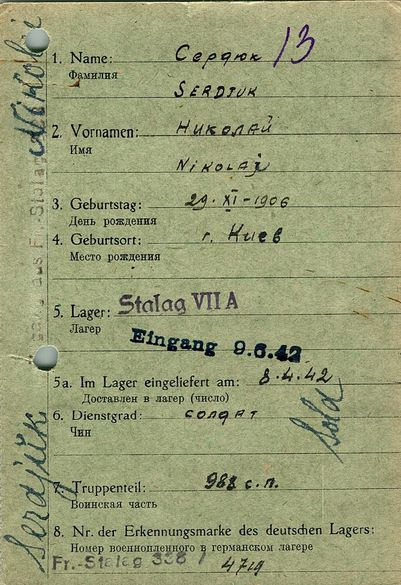 1. Name: Сердюк 13
Фамилия
SERDJUK
2. Vornamen: Николай
Имя
NIKOLAJ
3. Geburtstag: 29-XI-1906
День рождения
4. Geburtsort: г. Киев
Место рождения
5. Lager: Stalag VII A
Лагер
Eingang 9.6.42
5a. Im Lager eingeliefert am: 8.4.42
Доставлен в лагер (число)
6. Dienstgrad: солдат
Чин
Sold
7. Truppenteil: 988 с.п.
Воинская часть
8. Nr. der Erkennungsmarke des deutschen Lagers:
Номер военнопленного в германском лагере
Fr.-Stalag 338 /
Serdjuk